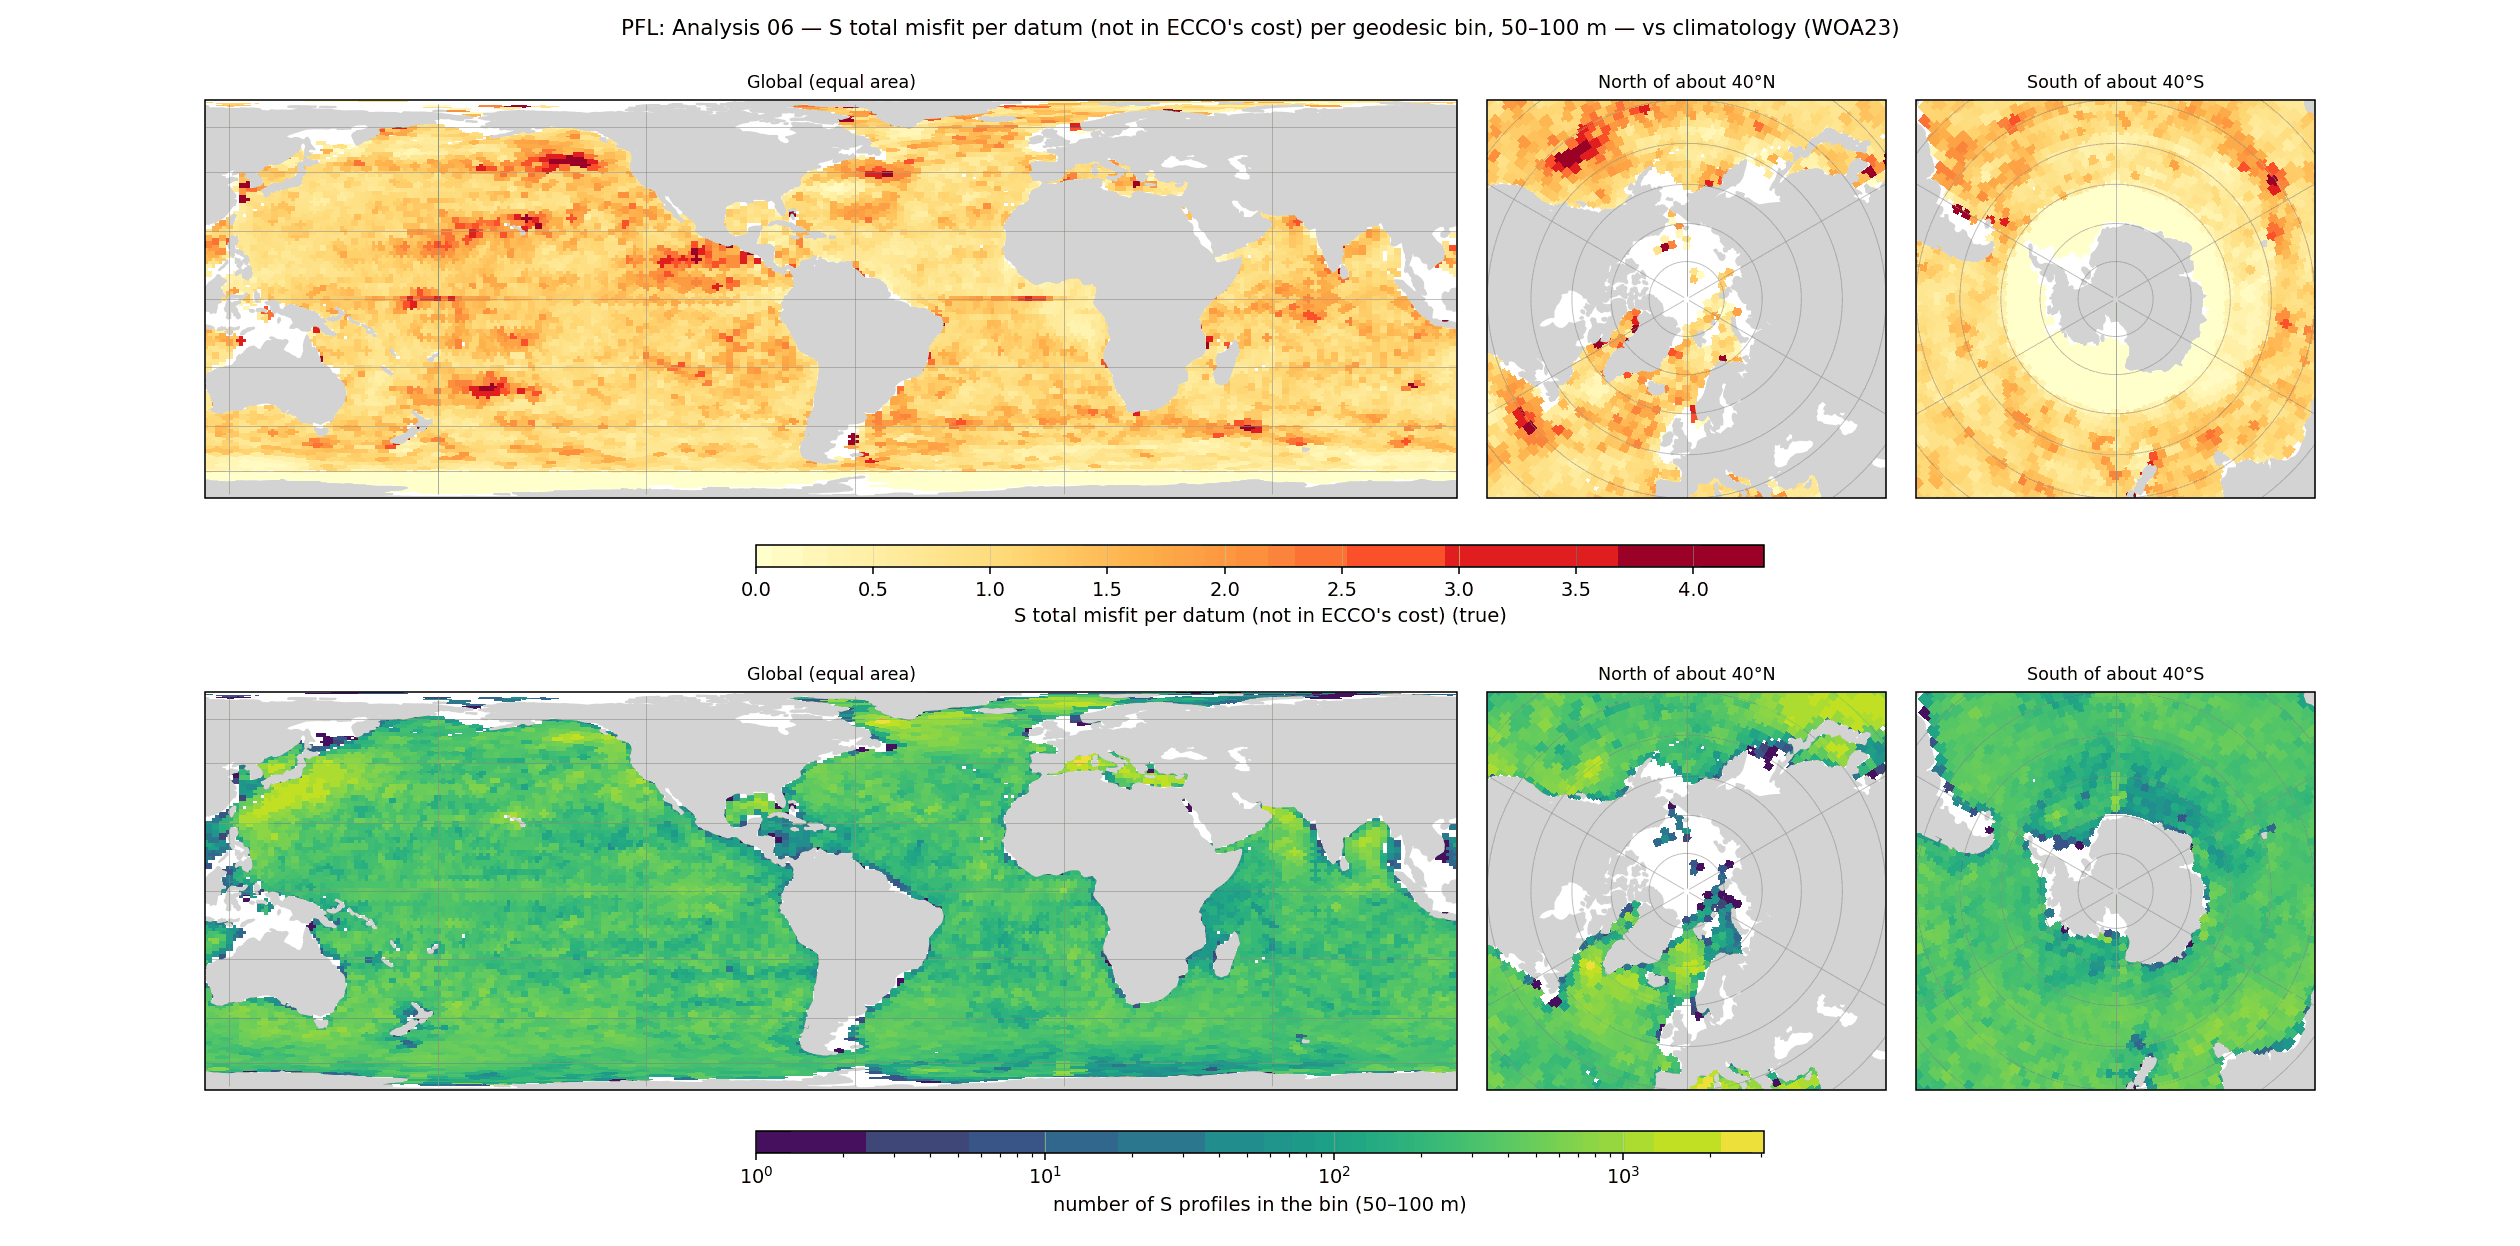 PFL: Analysis 06 — S total misfit per datum (not in ECCO's cost) per geodesic bin, 50–100 m — vs climatology (WOA23)
Global (equal area)
North of about 40°N
South of about 40°S
0.0 0.5 1.0 1.5 2.0 2.5 3.0 3.5 4.0
S total misfit per datum (not in ECCO's cost) (true)
Global (equal area)
North of about 40°N
South of about 40°S
10⁰ 10¹ 10² 10³
number of S profiles in the bin (50–100 m)